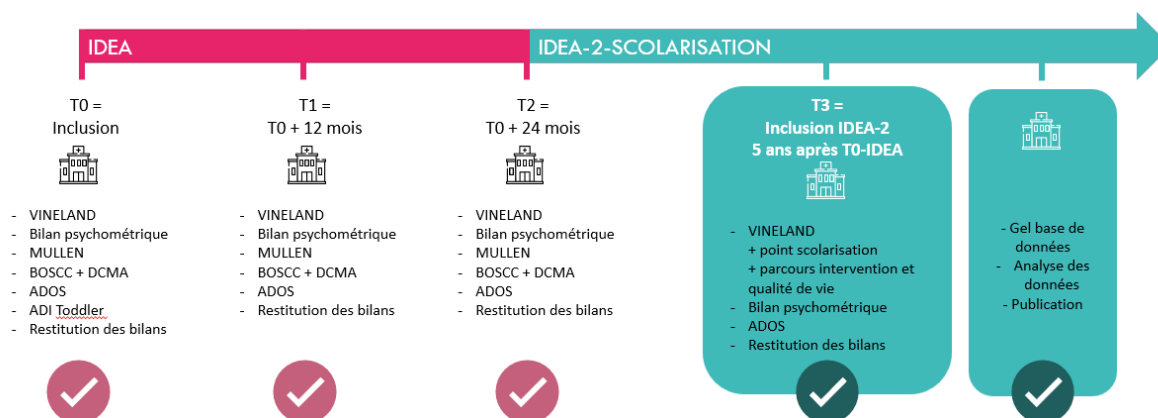 IDEA
IDEA-2-SCOLARISATION
T0 =
Inclusion
- VINELAND
- Bilan psychométrique
- MULLEN
- BOSCC + DCMA
- ADOS
- ADI Toddler
- Restitution des bilans
T1 =
T0 + 12 mois
- VINELAND
- Bilan psychométrique
- MULLEN
- BOSCC + DCMA
- ADOS
- Restitution des bilans
T2 =
T0 + 24 mois
- VINELAND
- Bilan psychométrique
- MULLEN
- BOSCC + DCMA
- ADOS
- Restitution des bilans
T3 =
Inclusion IDEA-2
5 ans après T0-IDEA
- VINELAND
+ point scolarisation
+ parcours intervention et
qualité de vie
- Bilan psychométrique
- ADOS
- Restitution des bilans
- Gel base de
données
- Analyse des
données
- Publication